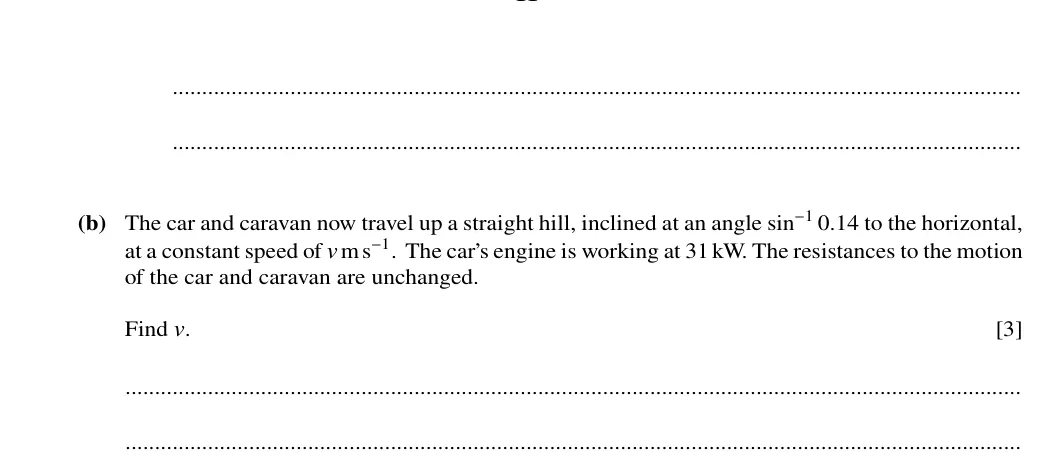 (b) The car and caravan now travel up a straight hill, inclined at an angle sin⁻¹ 0.14 to the horizontal,
at a constant speed of v m s⁻¹. The car’s engine is working at 31 kW. The resistances to the motion
of the car and caravan are unchanged.
Find v. [3]